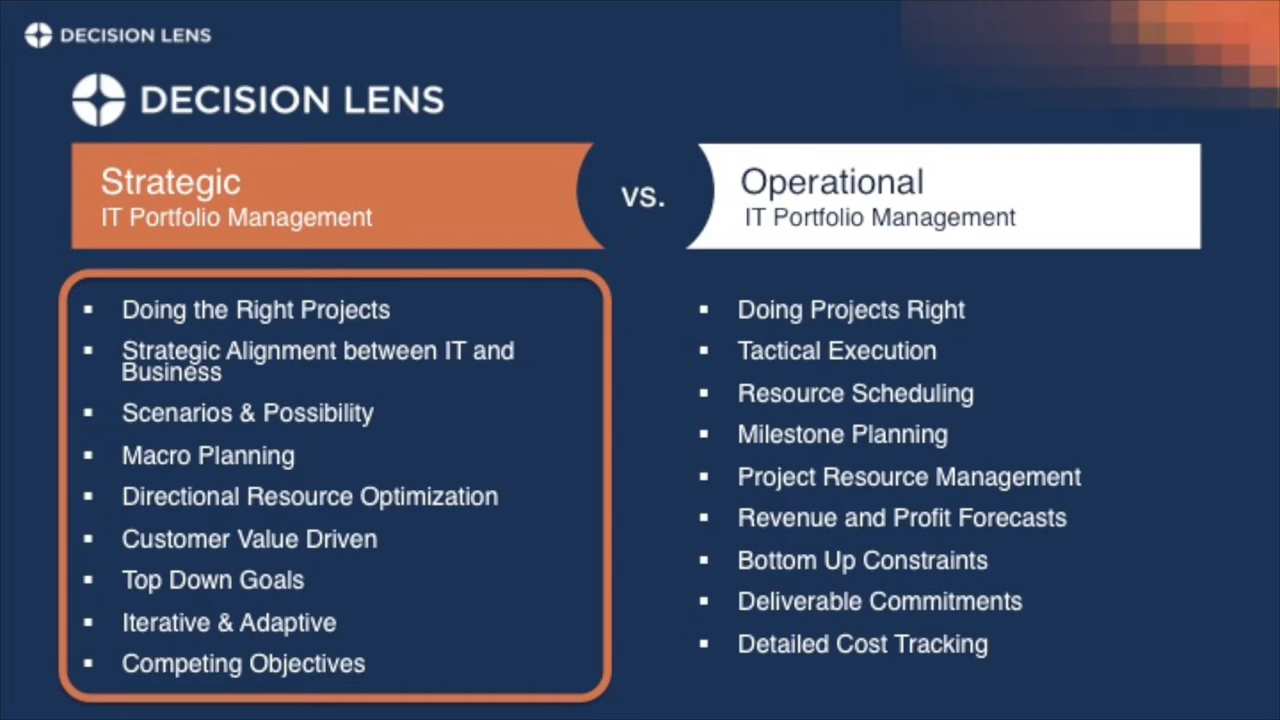 DECISION LENS
DECISION LENS
Strategic
IT Portfolio Management
vs.
Operational
IT Portfolio Management
▪ Doing the Right Projects
▪ Strategic Alignment between IT and
Business
▪ Scenarios & Possibility
▪ Macro Planning
▪ Directional Resource Optimization
▪ Customer Value Driven
▪ Top Down Goals
▪ Iterative & Adaptive
▪ Competing Objectives
▪ Doing Projects Right
▪ Tactical Execution
▪ Resource Scheduling
▪ Milestone Planning
▪ Project Resource Management
▪ Revenue and Profit Forecasts
▪ Bottom Up Constraints
▪ Deliverable Commitments
▪ Detailed Cost Tracking